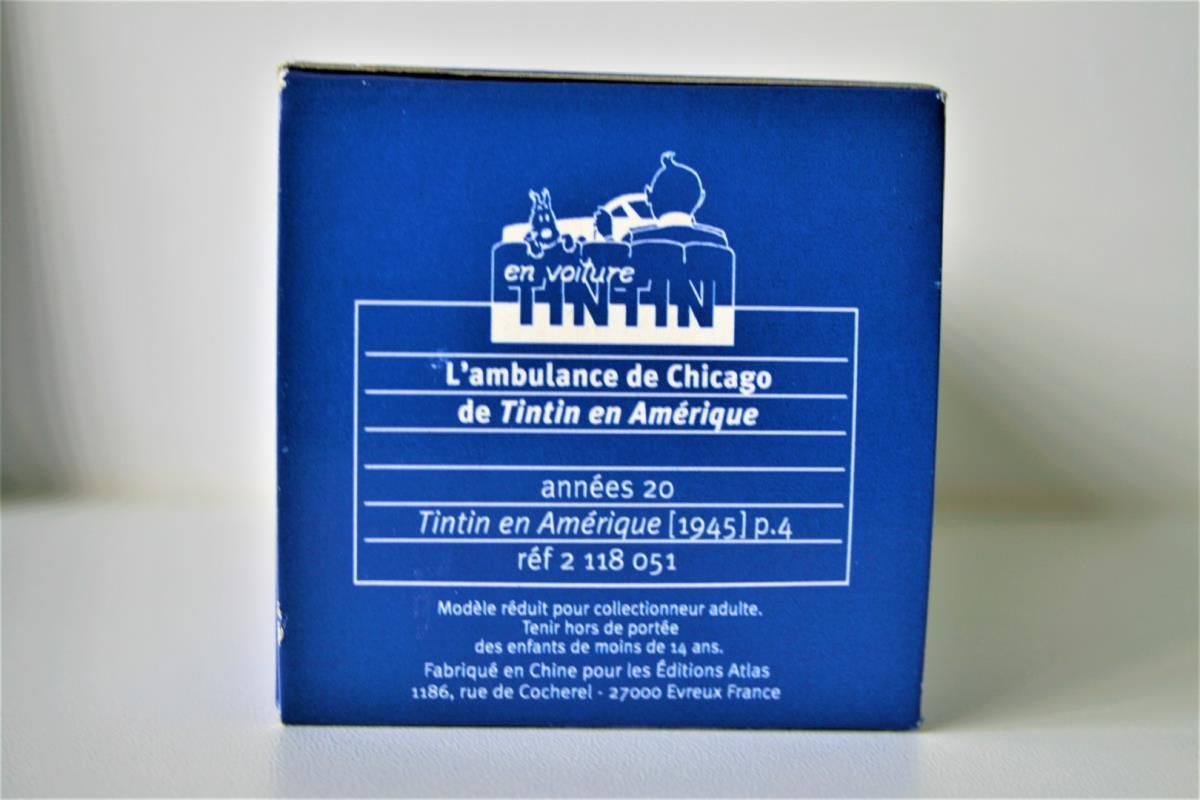 en voiture
TINTIN
L'ambulance de Chicago
de Tintin en Amérique
années 20
Tintin en Amérique [1945] p.4
réf 2 118 051
Modèle réduit pour collectionneur adulte.
Tenir hors de portée
des enfants de moins de 14 ans.
Fabriqué en Chine pour les Éditions Atlas
1186, rue de Cocherel - 27000 Evreux France